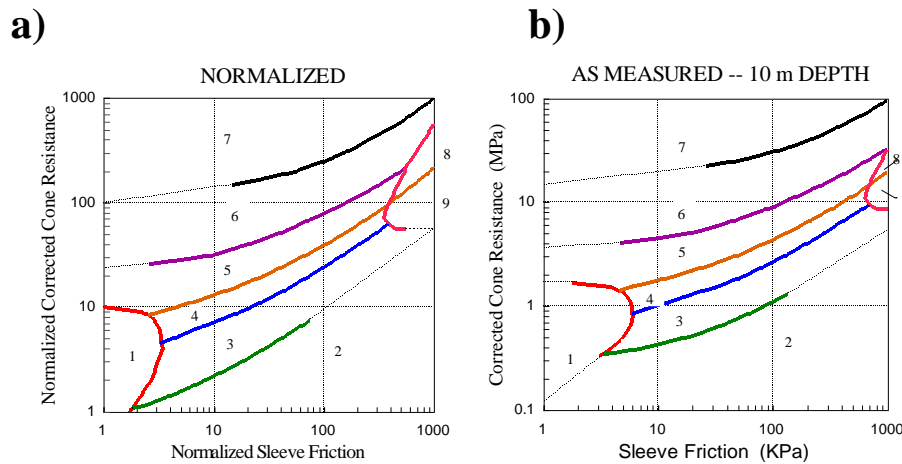 a)
NORMALIZED
Normalized Corrected Cone Resistance
1000
100
10
1
7
8
6
9
5
4
3
1
2
1 10 100 1000
Normalized Sleeve Friction
b)
AS MEASURED -- 10 m DEPTH
Corrected Cone Resistance (MPa)
100
10
1
0.1
7
8
6
5
4
3
1
2
1 10 100 1000
Sleeve Friction (KPa)